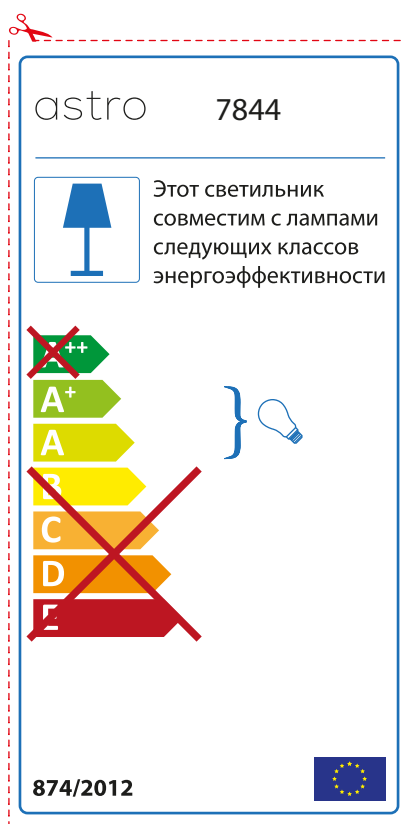 astro 7844
Этот светильник
совместим с лампами
следующих классов
энергоэффективности
A++
A+
A
B
C
D
E
874/2012